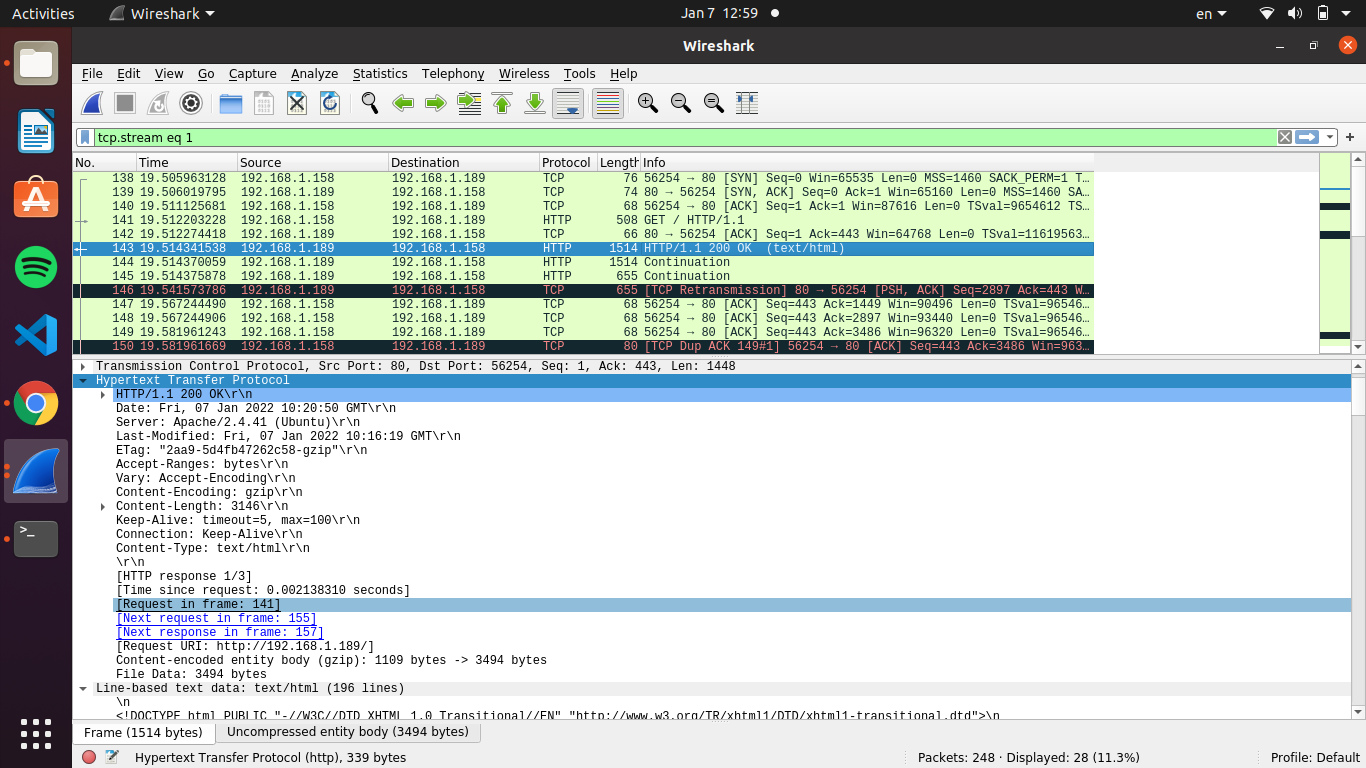 Activities Wireshark Jan 7 12:59 en
Wireshark
File Edit View Go Capture Analyze Statistics Telephony Wireless Tools Help
tcp.stream eq 1
No. Time Source Destination Protocol Length Info
138 19.505963128 192.168.1.158 192.168.1.189 TCP 76 56254 → 80 [SYN] Seq=0 Win=65535 Len=0 MSS=1460 SACK_PERM=1 T…
139 19.506019795 192.168.1.189 192.168.1.158 TCP 74 80 → 56254 [SYN, ACK] Seq=0 Ack=1 Win=65160 Len=0 MSS=1460 SA…
140 19.511125681 192.168.1.158 192.168.1.189 TCP 68 56254 → 80 [ACK] Seq=1 Ack=1 Win=87616 Len=0 TSval=9654612 TS…
141 19.512203228 192.168.1.158 192.168.1.189 HTTP 508 GET / HTTP/1.1
142 19.512274418 192.168.1.189 192.168.1.158 TCP 66 80 → 56254 [ACK] Seq=1 Ack=443 Win=64768 Len=0 TSval=11619563…
143 19.514341538 192.168.1.189 192.168.1.158 HTTP 1514 HTTP/1.1 200 OK (text/html)
144 19.514370059 192.168.1.189 192.168.1.158 HTTP 1514 Continuation
145 19.514375878 192.168.1.189 192.168.1.158 HTTP 655 Continuation
146 19.541573786 192.168.1.189 192.168.1.158 TCP 655 [TCP Retransmission] 80 → 56254 [PSH, ACK] Seq=2897 Ack=443 W…
147 19.567244490 192.168.1.158 192.168.1.189 TCP 68 56254 → 80 [ACK] Seq=443 Ack=1449 Win=90496 Len=0 TSval=96546…
148 19.567244906 192.168.1.158 192.168.1.189 TCP 68 56254 → 80 [ACK] Seq=443 Ack=2897 Win=93440 Len=0 TSval=96546…
149 19.581961243 192.168.1.158 192.168.1.189 TCP 68 56254 → 80 [ACK] Seq=443 Ack=3486 Win=96320 Len=0 TSval=96546…
150 19.581961669 192.168.1.158 192.168.1.189 TCP 80 [TCP Dup ACK 149#1] 56254 → 80 [ACK] Seq=443 Ack=3486 Win=963…
Transmission Control Protocol, Src Port: 80, Dst Port: 56254, Seq: 1, Ack: 443, Len: 1448
Hypertext Transfer Protocol
HTTP/1.1 200 OK\r\n
Date: Fri, 07 Jan 2022 10:20:50 GMT\r\n
Server: Apache/2.4.41 (Ubuntu)\r\n
Last-Modified: Fri, 07 Jan 2022 10:16:19 GMT\r\n
ETag: "2aa9-5d4fb47262c58-gzip"\r\n
Accept-Ranges: bytes\r\n
Vary: Accept-Encoding\r\n
Content-Encoding: gzip\r\n
Content-Length: 3146\r\n
Keep-Alive: timeout=5, max=100\r\n
Connection: Keep-Alive\r\n
Content-Type: text/html\r\n
\r\n
[HTTP response 1/3]
[Time since request: 0.002138310 seconds]
[Request in frame: 141]
[Next request in frame: 155]
[Next response in frame: 157]
[Request URI: http://192.168.1.189/]
Content-encoded entity body (gzip): 1109 bytes -> 3494 bytes
File Data: 3494 bytes
Line-based text data: text/html (196 lines)
\n
<!DOCTYPE html PUBLIC "-//W3C//DTD XHTML 1.0 Transitional//EN" "http://www.w3.org/TR/xhtml1/DTD/xhtml1-transitional.dtd">\n
Frame (1514 bytes) Uncompressed entity body (3494 bytes)
Hypertext Transfer Protocol (http), 339 bytes Packets: 248 · Displayed: 28 (11.3%) Profile: Default